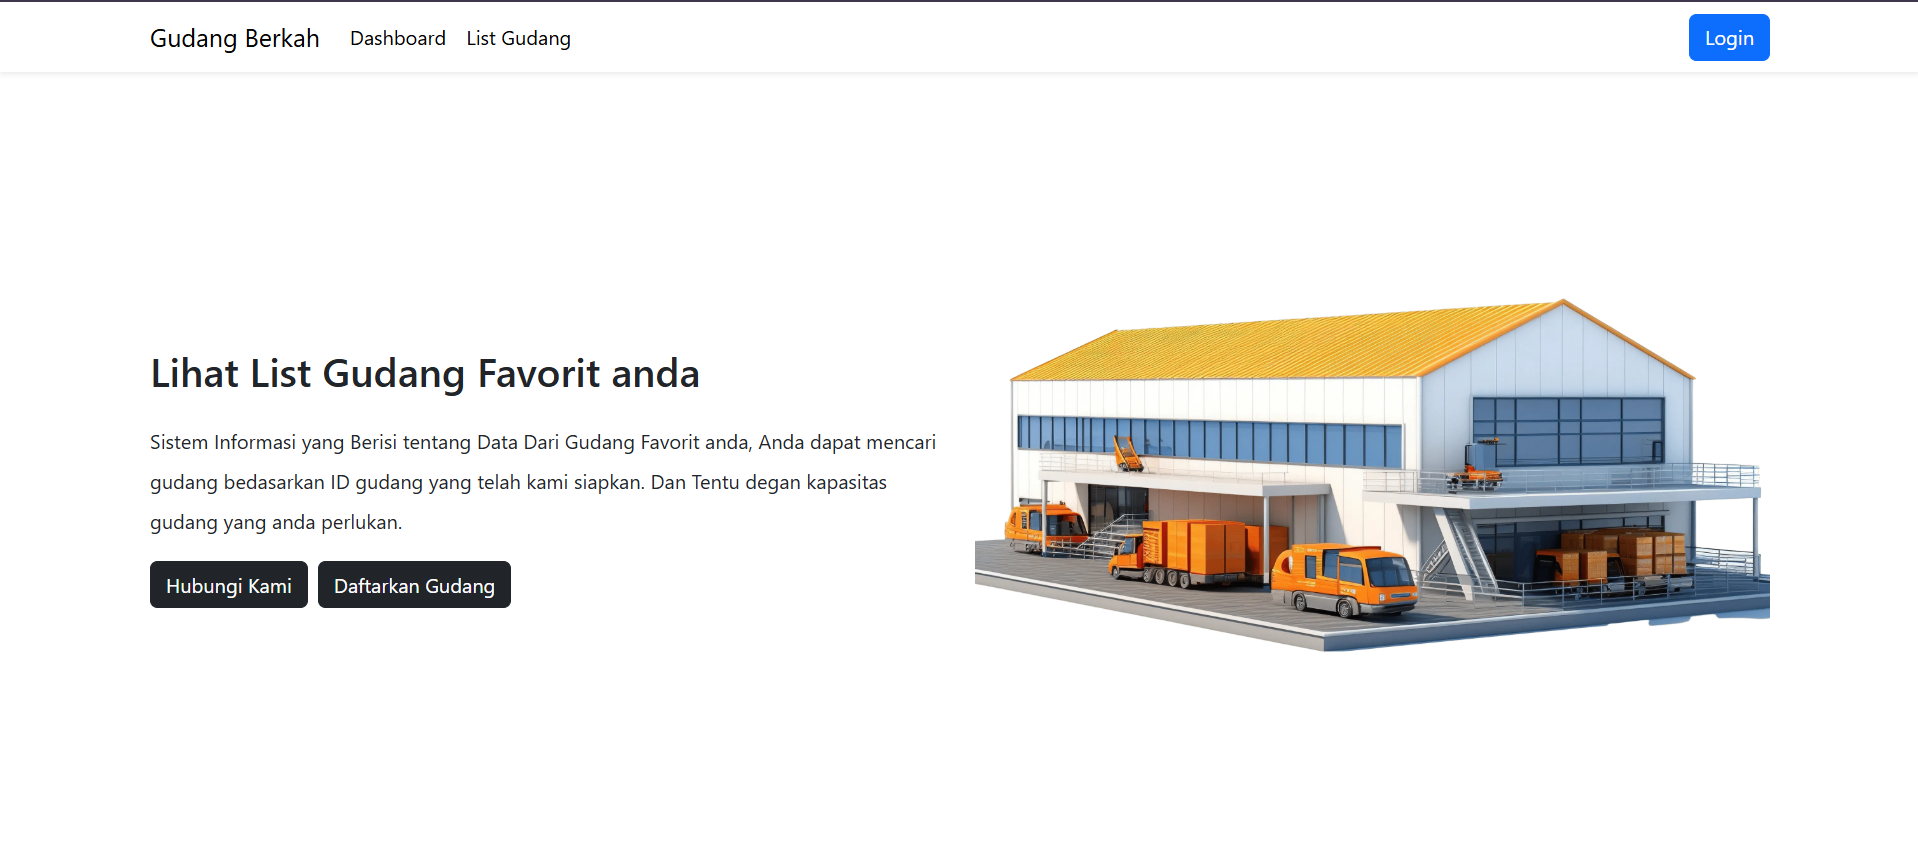 Gudang Berkah Dashboard List Gudang Login
Lihat List Gudang Favorit anda
Sistem Informasi yang Berisi tentang Data Dari Gudang Favorit anda, Anda dapat mencari
gudang bedasarkan ID gudang yang telah kami siapkan. Dan Tentu degan kapasitas
gudang yang anda perlukan.
Hubungi Kami Daftarkan Gudang